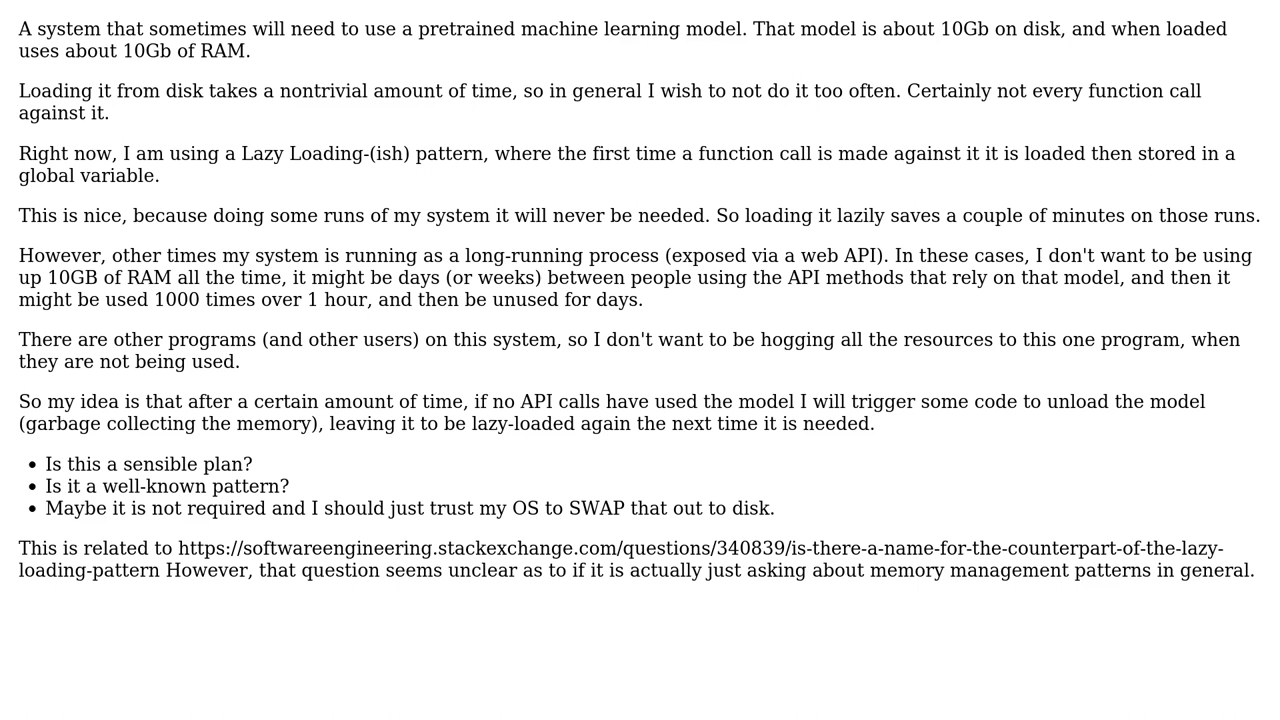 A system that sometimes will need to use a pretrained machine learning model. That model is about 10Gb on disk, and when loaded
uses about 10Gb of RAM.
Loading it from disk takes a nontrivial amount of time, so in general I wish to not do it too often. Certainly not every function call
against it.
Right now, I am using a Lazy Loading-(ish) pattern, where the first time a function call is made against it it is loaded then stored in a
global variable.
This is nice, because doing some runs of my system it will never be needed. So loading it lazily saves a couple of minutes on those runs.
However, other times my system is running as a long-running process (exposed via a web API). In these cases, I don't want to be using
up 10GB of RAM all the time, it might be days (or weeks) between people using the API methods that rely on that model, and then it
might be used 1000 times over 1 hour, and then be unused for days.
There are other programs (and other users) on this system, so I don't want to be hogging all the resources to this one program, when
they are not being used.
So my idea is that after a certain amount of time, if no API calls have used the model I will trigger some code to unload the model
(garbage collecting the memory), leaving it to be lazy-loaded again the next time it is needed.
• Is this a sensible plan?
• Is it a well-known pattern?
• Maybe it is not required and I should just trust my OS to SWAP that out to disk.
This is related to https://softwareengineering.stackexchange.com/questions/340839/is-there-a-name-for-the-counterpart-of-the-lazy-
loading-pattern However, that question seems unclear as to if it is actually just asking about memory management patterns in general.